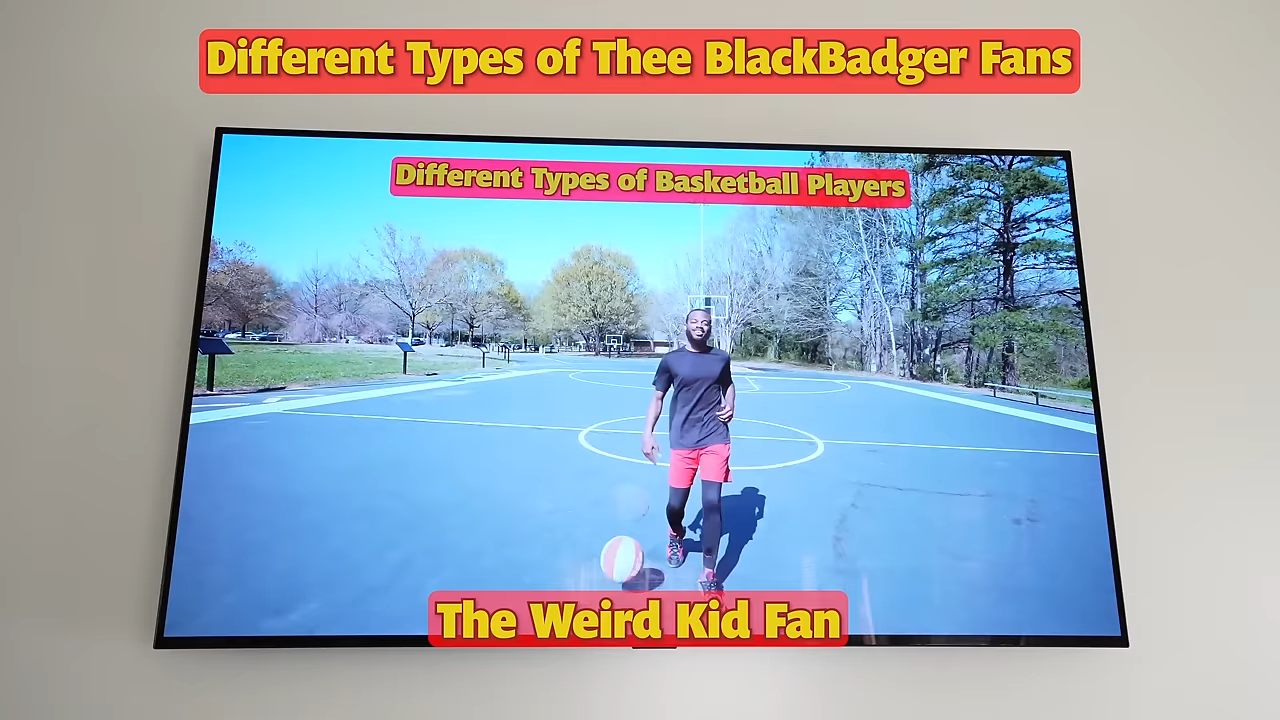 Different Types of Thee BlackBadger Fans
Different Types of Basketball Players
The Weird Kid Fan